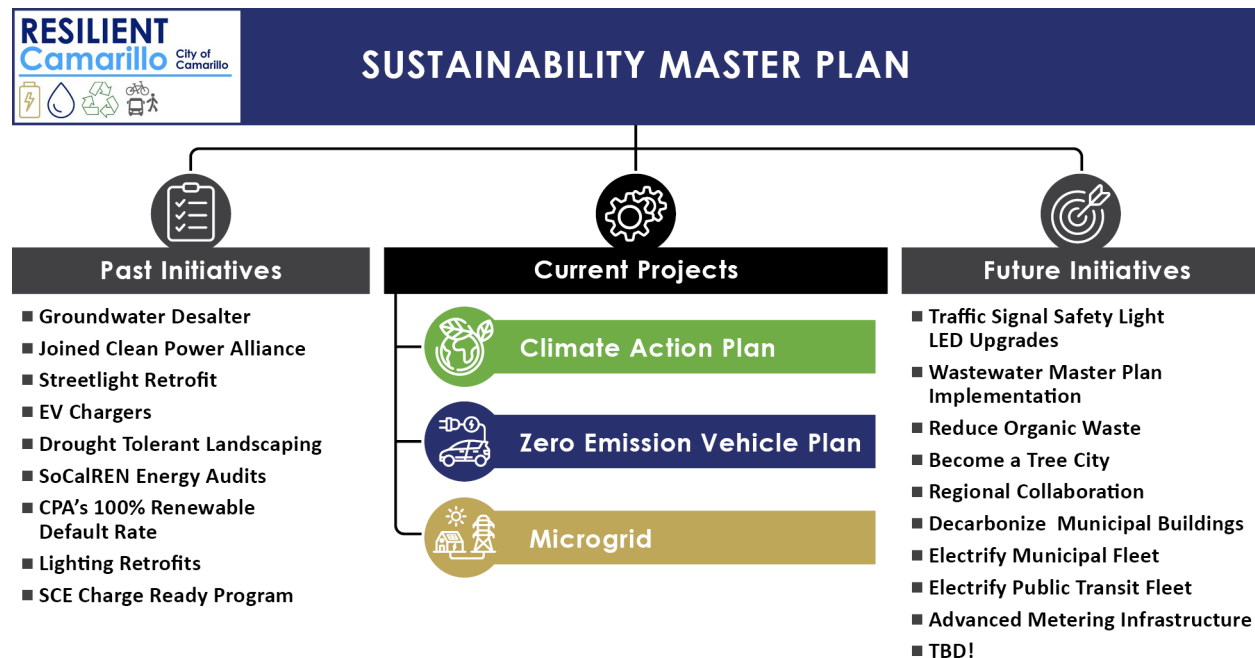 RESILIENT
Camarillo
City of
Camarillo
SUSTAINABILITY MASTER PLAN
Past Initiatives
■ Groundwater Desalter
■ Joined Clean Power Alliance
■ Streetlight Retrofit
■ EV Chargers
■ Drought Tolerant Landscaping
■ SoCalREN Energy Audits
■ CPA’s 100% Renewable
Default Rate
■ Lighting Retrofits
■ SCE Charge Ready Program
Current Projects
Climate Action Plan
Zero Emission Vehicle Plan
Microgrid
Future Initiatives
■ Traffic Signal Safety Light
LED Upgrades
■ Wastewater Master Plan
Implementation
■ Reduce Organic Waste
■ Become a Tree City
■ Regional Collaboration
■ Decarbonize  Municipal Buildings
■ Electrify Municipal Fleet
■ Electrify Public Transit Fleet
■ Advanced Metering Infrastructure
■ TBD!